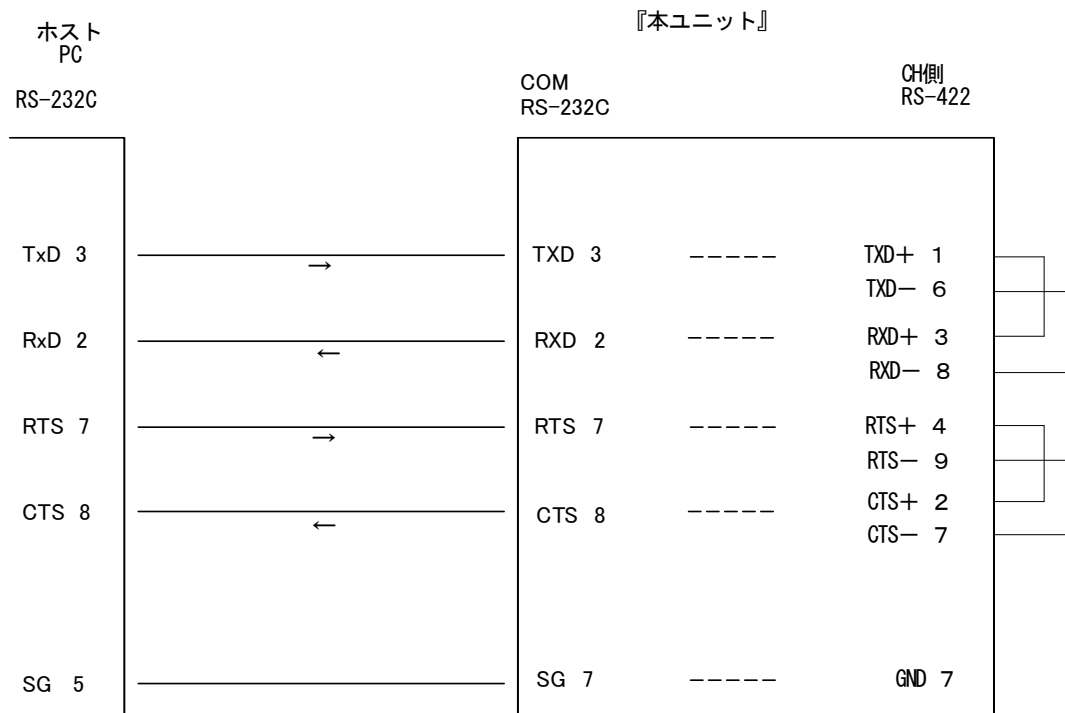 『本ユニット』
ホスト
PC
RS-232C
COM
RS-232C
CH側
RS-422
TxD 3
→
TXD 3
-----
TXD+ 1
TXD- 6
RxD 2
←
RXD 2
-----
RXD+ 3
RXD- 8
RTS 7
→
RTS 7
-----
RTS+ 4
RTS- 9
CTS 8
←
CTS 8
-----
CTS+ 2
CTS- 7
SG 5
SG 7
-----
GND 7